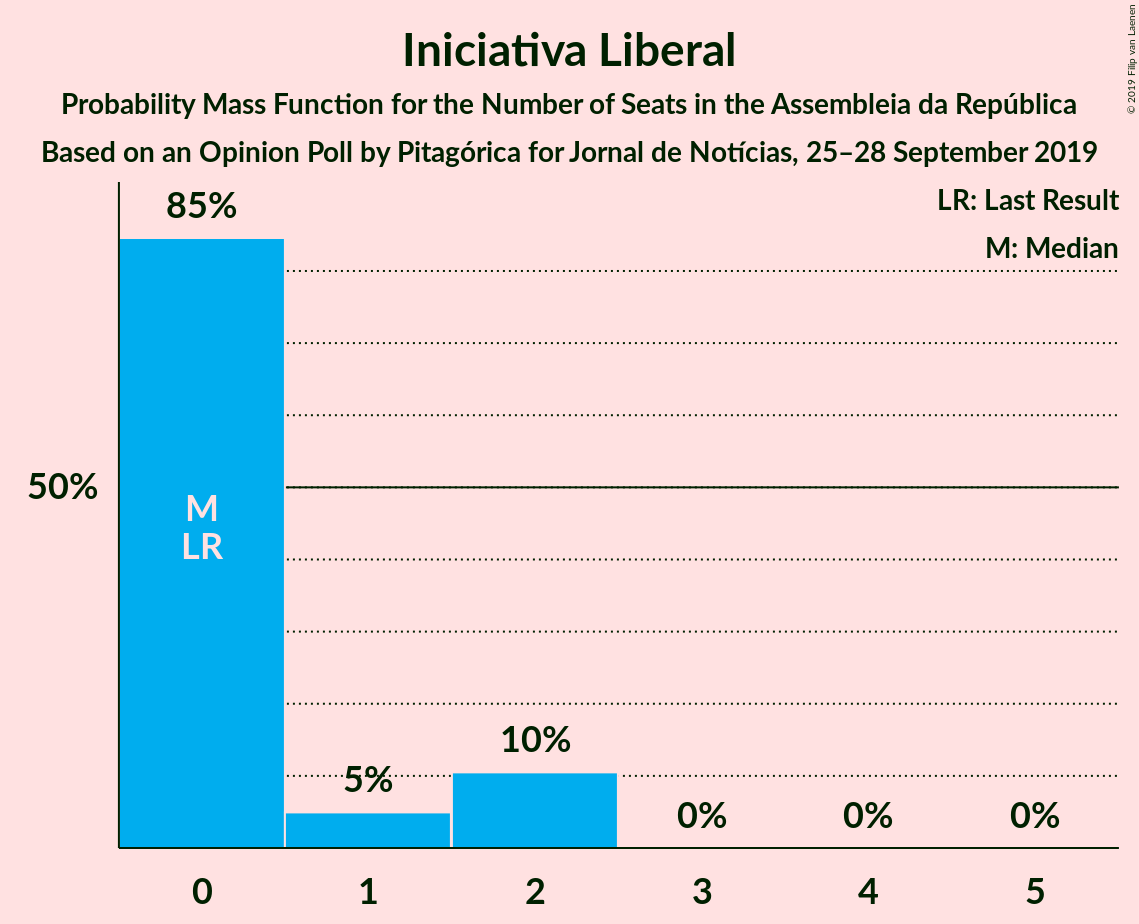 Iniciativa Liberal
Probability Mass Function for the Number of Seats in the Assembleia da República
Based on an Opinion Poll by Pitagórica for Jornal de Notícias, 25–28 September 2019
© 2019 Filip van Laenen
LR: Last Result
M: Median
85%
50%
M
LR
5%
10%
0%
0%
0%
0
1
2
3
4
5